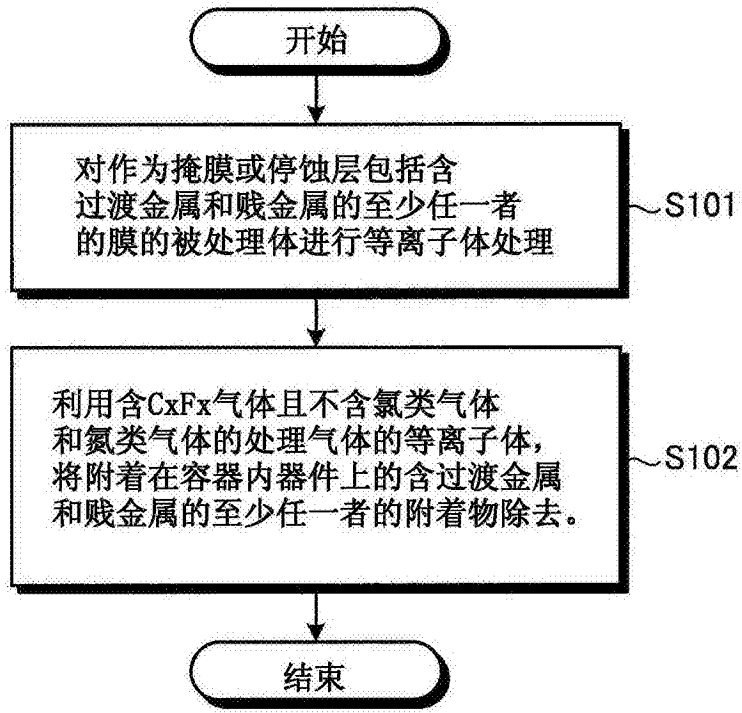 开始
对作为掩膜或停蚀层包括含
过渡金属和贱金属的至少任一者
的膜的被处理体进行等离子体处理
S101
利用含CxFx气体且不含氯类气体
和氮类气体的处理气体的等离子体，
将附着在容器内器件上的含过渡金属
和贱金属的至少任一者的附着物除去。
S102
结束